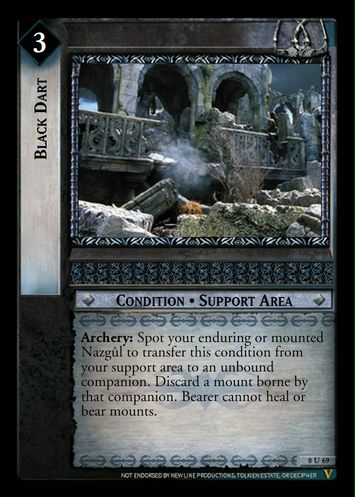 3
Black Dart
Condition • Support Area
Archery: Spot your enduring or mounted
Nazgûl to transfer this condition from
your support area to an unbound
companion. Discard a mount borne by
that companion. Bearer cannot heal or
bear mounts.
8 U 69
NOT ENDORSED BY NEW LINE PRODUCTIONS, TOLKIEN ESTATE, OR DECIPHER
V